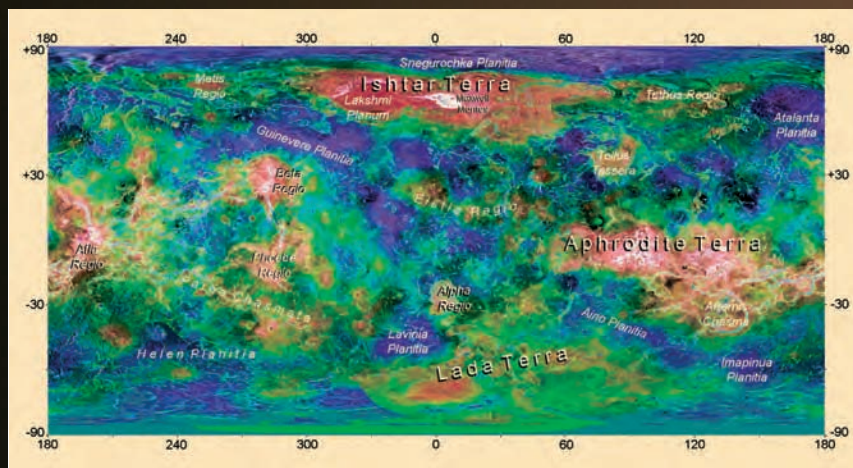 180 240 300 0 60 120 180
+90 +90
Snegurochka Planitia
Metis
Regio
Ishtar Terra
Lakshmi
Planum
Maxwell
Montes
Tethus Regio
Atalanta
Planitia
Guinevere Planitia
Tellus
Tessera
+30 +30
Beta
Regio
Eistla Regio
Atla
Regio
Phoebe
Regio
Aphrodite Terra
Alpha
Regio
-30 -30
Chasmata
Artemis
Chasma
Aino Planitia
Lavinia
Planitia
Helen Planitia
Lada Terra
Imapinua
Planitia
-90 -90
180 240 300 0 60 120 180